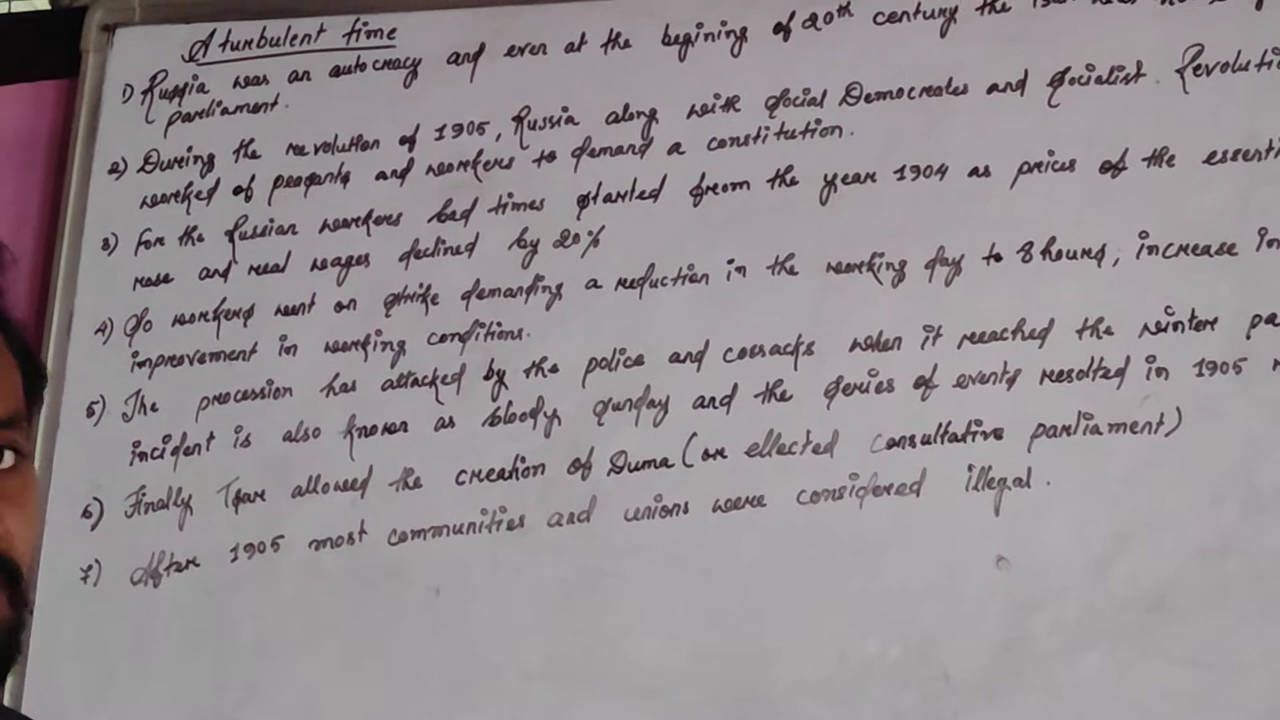 A turbulent time
1) Russia was an autocracy and even at the begining of 20th century the
parliament.
2) During the revolution of 1905, Russia along with Social Democreates and Socialist Revoluti
worked of peasants and workers to demand a constitution.
3) For the Russian workers bad times started from the year 1904 as prices of the essenti
rose and real wages declined by 20%
4) So workers went on strike demanding a reduction in the working day to 8 hours, increase in
improvement in working conditions.
5) The procession has attacked by the police and cossacks when it reached the winter pa
incident is also known as bloody sunday and the series of events resolted in 1905
6) Finally Tsar allowed the creation of Duma (or ellected consultative parliament)
7) After 1905 most communities and unions were considered illegal.